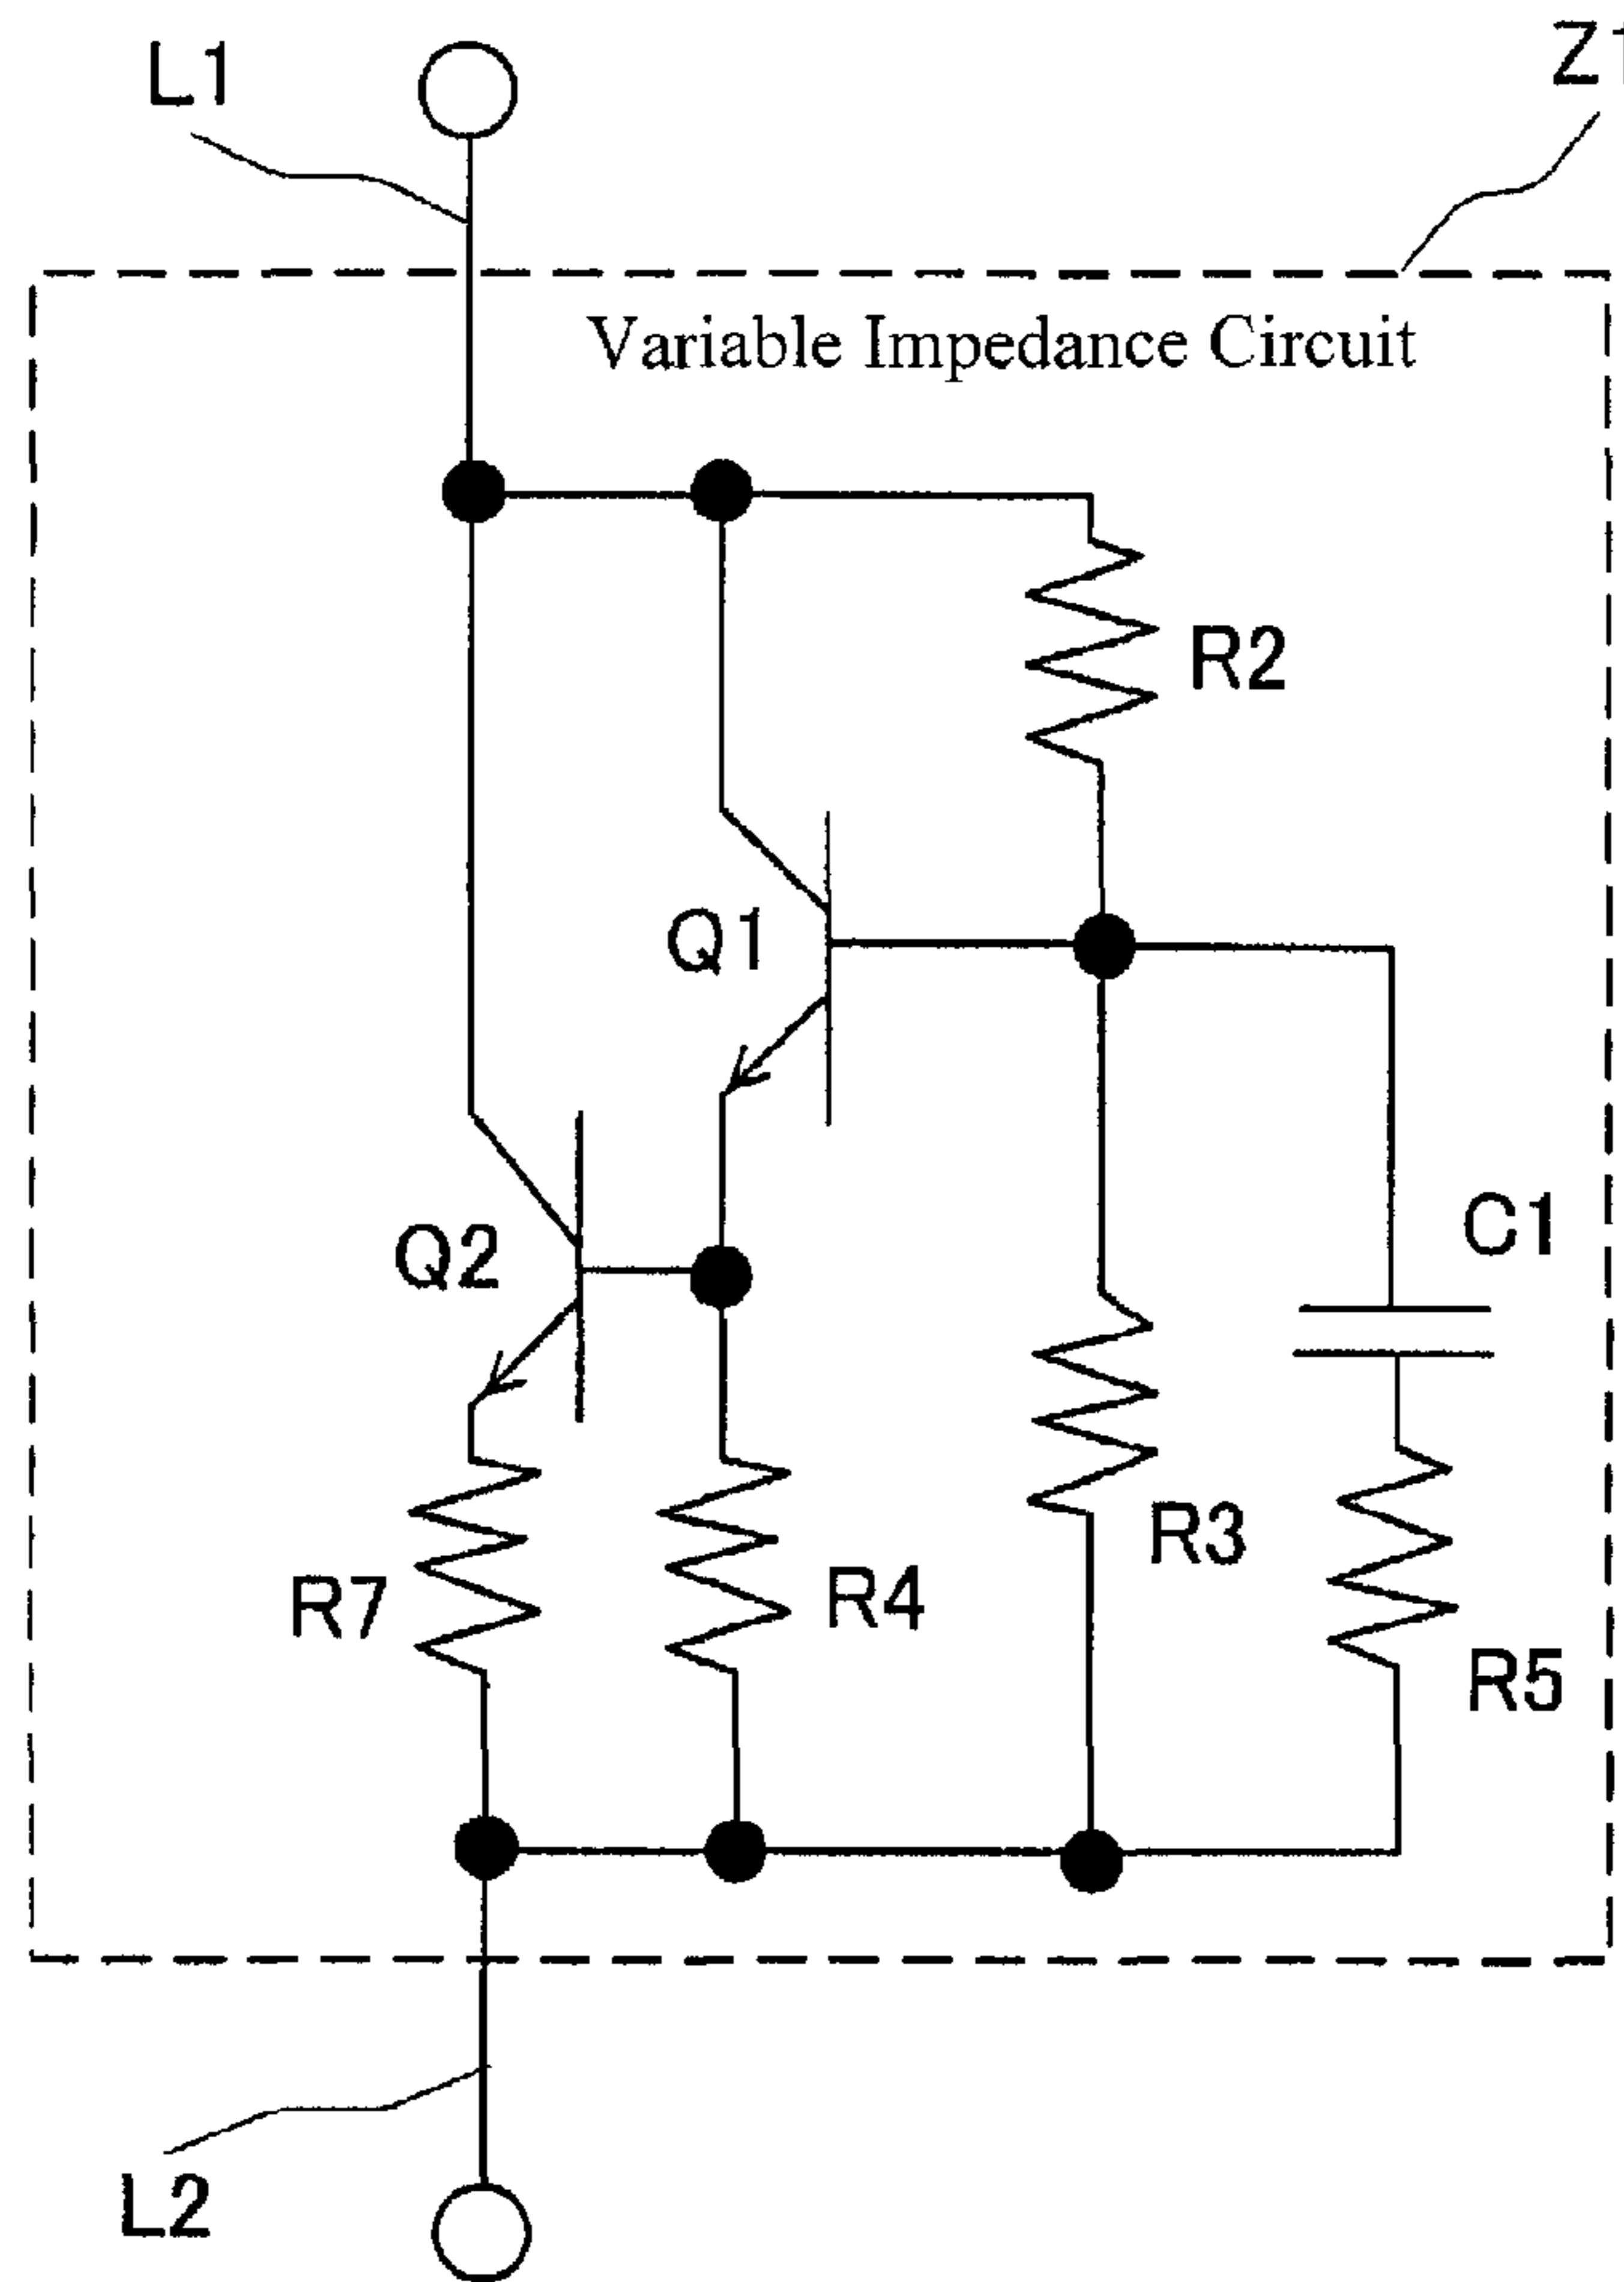 L1
Z1
Variable Impedance Circuit
R2
Q1
C1
Q2
R3
R7
R4
R5
L2